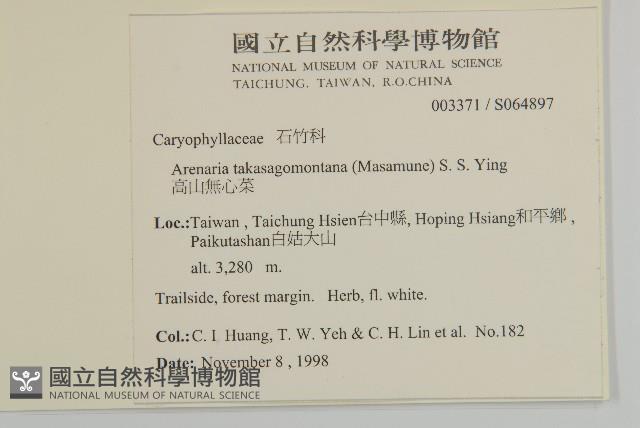 國立自然科學博物館
NATIONAL MUSEUM OF NATURAL SCIENCE
TAICHUNG, TAIWAN, R.O.CHINA
003371 / S064897
Caryophyllaceae 石竹科
Arenaria takasagomontana (Masamune) S. S. Ying
高山無心菜
Loc.:Taiwan , Taichung Hsien台中縣, Hoping Hsiang和平鄉 ,
Paikutashan白姑大山
alt. 3,280 m.
Trailside, forest margin. Herb, fl. white.
Col.: C. I Huang, T. W. Yeh & C. H. Lin et al. No.182
Date: November 8 , 1998
國立自然科學博物館
NATIONAL MUSEUM OF NATURAL SCIENCE